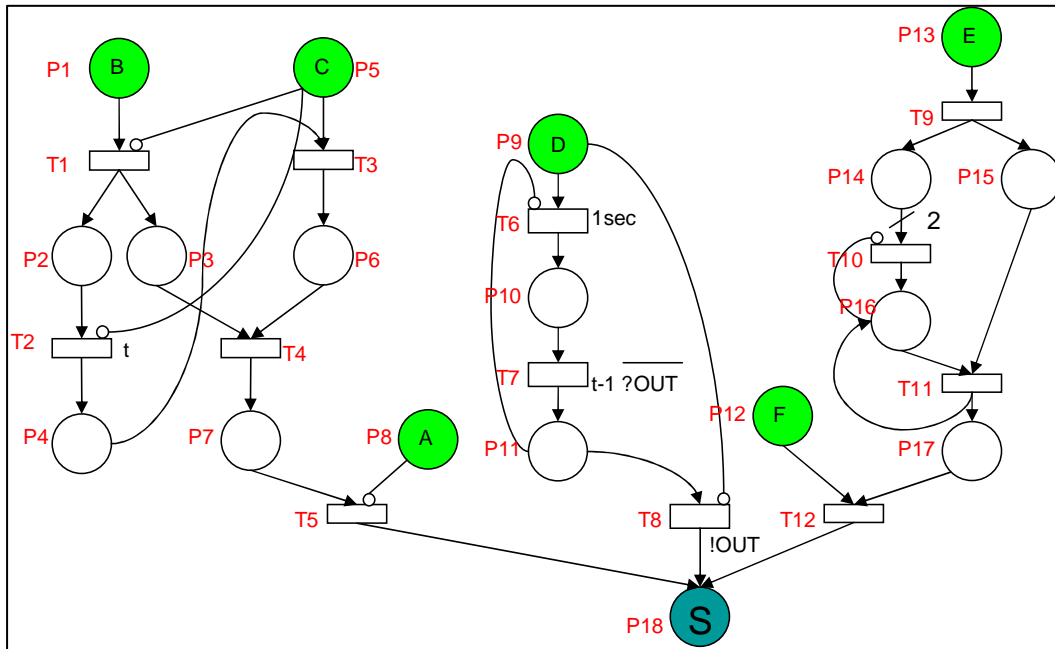 P13 E
P1 B
C P5
T9
P9 D
T1
T3
P14
P15
T6 1sec
2
P2
P3
P6
T10
P10
P16
T2 t
T4
T7 t-1 ?OUT
T11
P12 F
P4
P7
P8 A
P11
P17
T5
T8
T12
!OUT
P18 S